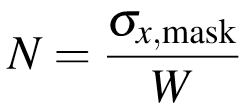 N = σ_{x,mask} / W